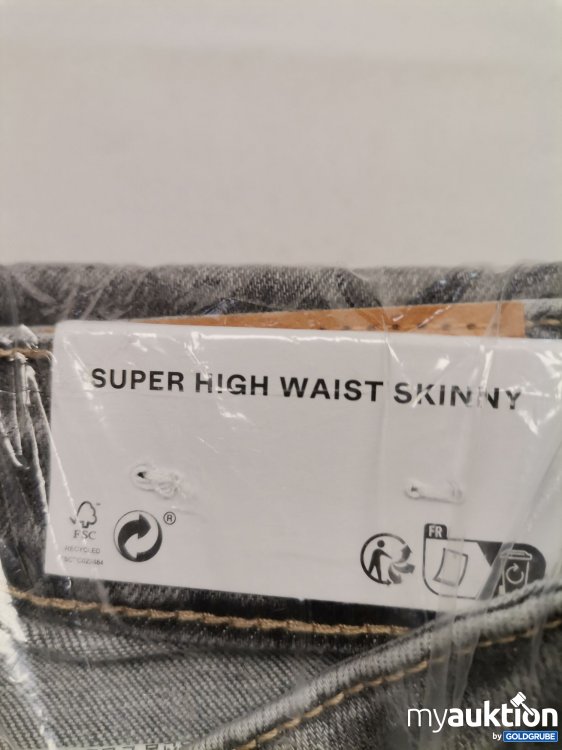 SUPER HIGH WAIST SKINNY
®
FSC
RECYCLED
FR
myauktion
by GOLDGRUBE